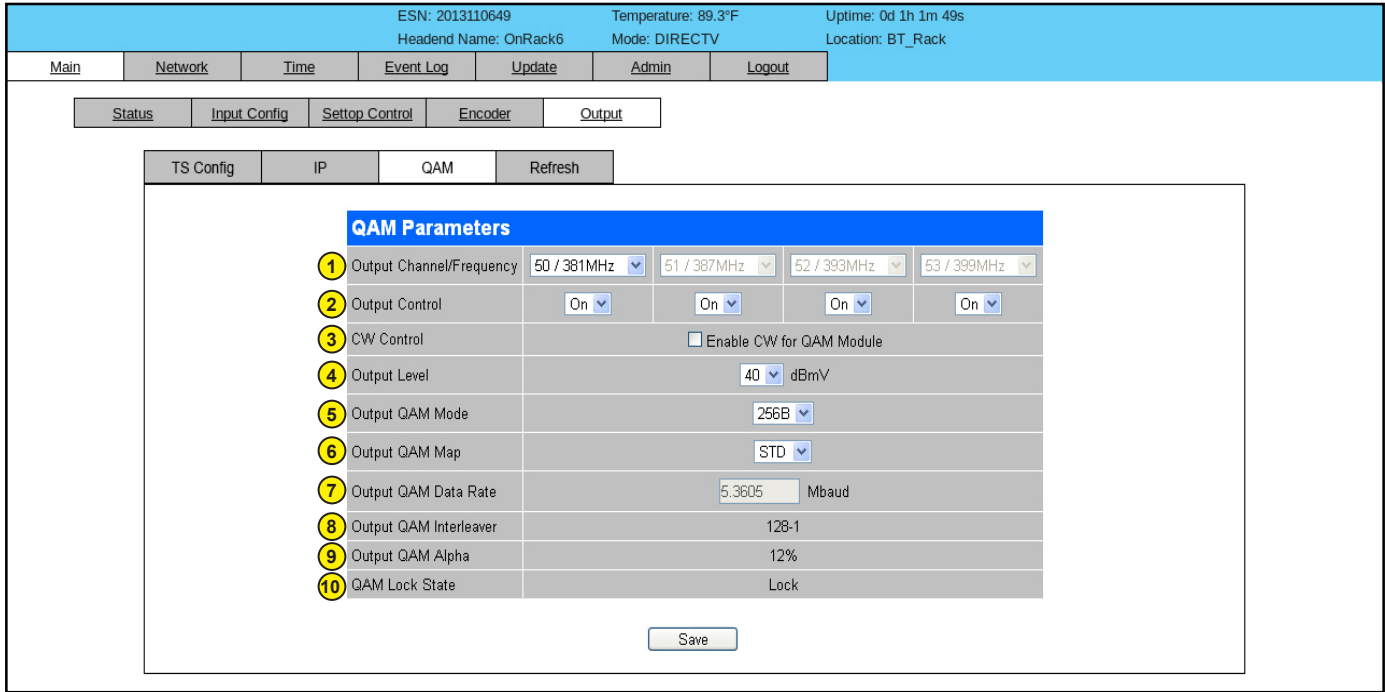 ESN: 2013110649 Temperature: 89.3°F Uptime: 0d 1h 1m 49s
Headend Name: OnRack6 Mode: DIRECTV Location: BT_Rack
Main Network Time Event Log Update Admin Logout
Status Input Config Settop Control Encoder Output
TS Config IP QAM Refresh
QAM Parameters
1 Output Channel/Frequency 50 / 381MHz 51 / 387MHz 52 / 393MHz 53 / 399MHz
2 Output Control On On On On
3 CW Control Enable CW for QAM Module
4 Output Level 40 dBmV
5 Output QAM Mode 256B
6 Output QAM Map STD
7 Output QAM Data Rate 5.3605 Mbaud
8 Output QAM Interleaver 128-1
9 Output QAM Alpha 12%
10 QAM Lock State Lock
Save